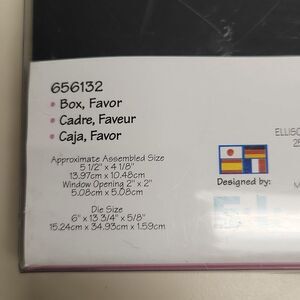 656132
• Box, Favor
• Cadre, Faveur
• Caja, Favor
Approximate Assembled Size
5 1/2" x 4 1/8"
13.97cm x 10.48cm
Window Opening 2" x 2"
5.08cm x 5.08cm
Die Size
6" x 13 3/4" x 5/8"
15.24cm x 34.93cm x 1.59cm
Designed by: